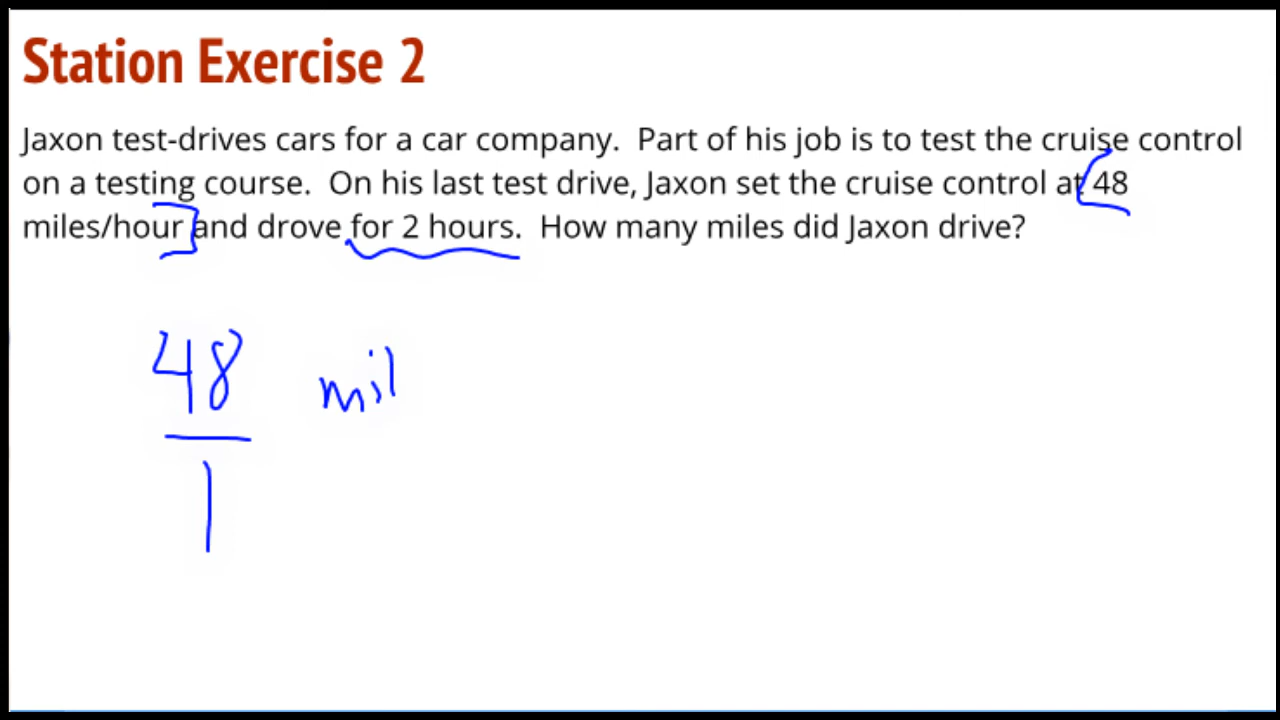 Station Exercise 2
Jaxon test-drives cars for a car company.  Part of his job is to test the cruise control
on a testing course.  On his last test drive, Jaxon set the cruise control at 48
miles/hour and drove for 2 hours.  How many miles did Jaxon drive?
48 mil
1